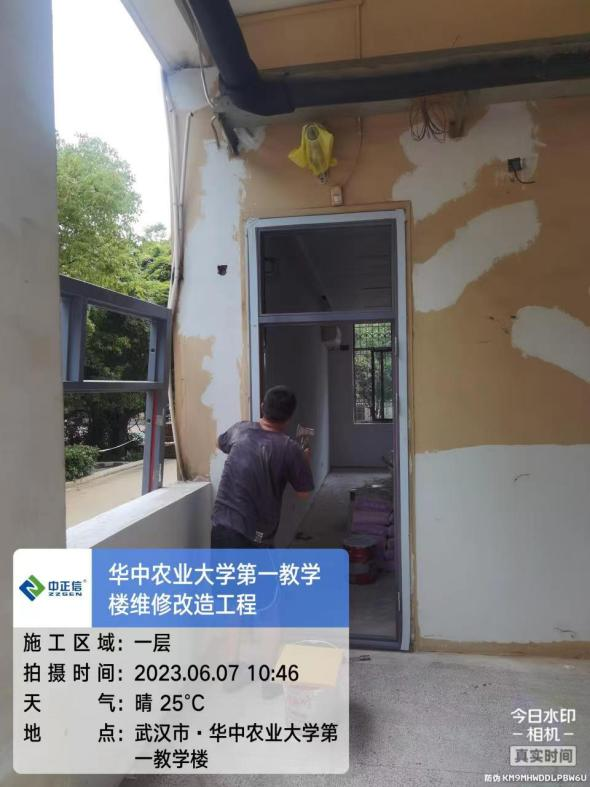 中正信®
ZZGEN
华中农业大学第一教学
楼维修改造工程
施工区域：一层
拍摄时间：2023.06.07 10:46
天气：晴 25℃
地点：武汉市·华中农业大学第
一教学楼
今日水印
-相机-
真实时间
防伪 KM9MHWDDLPBW6U